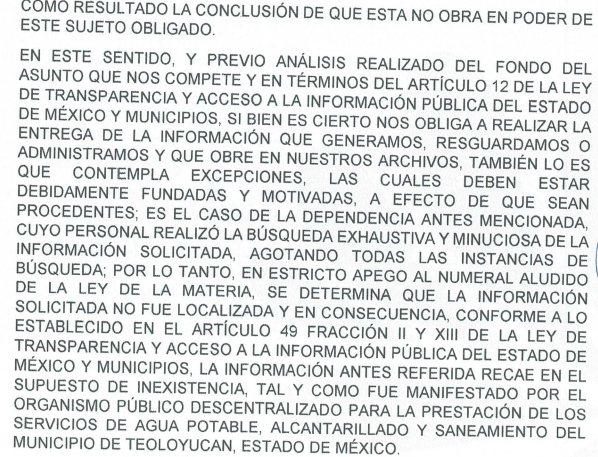 COMO RESULTADO LA CONCLUSIÓN DE QUE ESTA NO OBRA EN PODER DE
ESTE SUJETO OBLIGADO.
EN ESTE SENTIDO, Y PREVIO ANÁLISIS REALIZADO DEL FONDO DEL
ASUNTO QUE NOS COMPETE Y EN TÉRMINOS DEL ARTÍCULO 12 DE LA LEY
DE TRANSPARENCIA Y ACCESO A LA INFORMACIÓN PÚBLICA DEL ESTADO
DE MÉXICO Y MUNICIPIOS, SI BIEN ES CIERTO NOS OBLIGA A REALIZAR LA
ENTREGA DE LA INFORMACIÓN QUE GENERAMOS, RESGUARDAMOS O
ADMINISTRAMOS Y QUE OBRE EN NUESTROS ARCHIVOS, TAMBIÉN LO ES
QUE CONTEMPLA EXCEPCIONES, LAS CUALES DEBEN ESTAR
DEBIDAMENTE FUNDADAS Y MOTIVADAS, A EFECTO DE QUE SEAN
PROCEDENTES; ES EL CASO DE LA DEPENDENCIA ANTES MENCIONADA,
CUYO PERSONAL REALIZÓ LA BÚSQUEDA EXHAUSTIVA Y MINUCIOSA DE LA
INFORMACIÓN SOLICITADA, AGOTANDO TODAS LAS INSTANCIAS DE
BÚSQUEDA; POR LO TANTO, EN ESTRICTO APEGO AL NUMERAL ALUDIDO
DE LA LEY DE LA MATERIA, SE DETERMINA QUE LA INFORMACIÓN
SOLICITADA NO FUE LOCALIZADA Y EN CONSECUENCIA, CONFORME A LO
ESTABLECIDO EN EL ARTÍCULO 49 FRACCIÓN II Y XIII DE LA LEY DE
TRANSPARENCIA Y ACCESO A LA INFORMACIÓN PÚBLICA DEL ESTADO DE
MÉXICO Y MUNICIPIOS, LA INFORMACIÓN ANTES REFERIDA RECAE EN EL
SUPUESTO DE INEXISTENCIA, TAL Y COMO FUE MANIFESTADO POR EL
ORGANISMO PÚBLICO DESCENTRALIZADO PARA LA PRESTACIÓN DE LOS
SERVICIOS DE AGUA POTABLE, ALCANTARILLADO Y SANEAMIENTO DEL
MUNICIPIO DE TEOLOYUCAN, ESTADO DE MÉXICO.